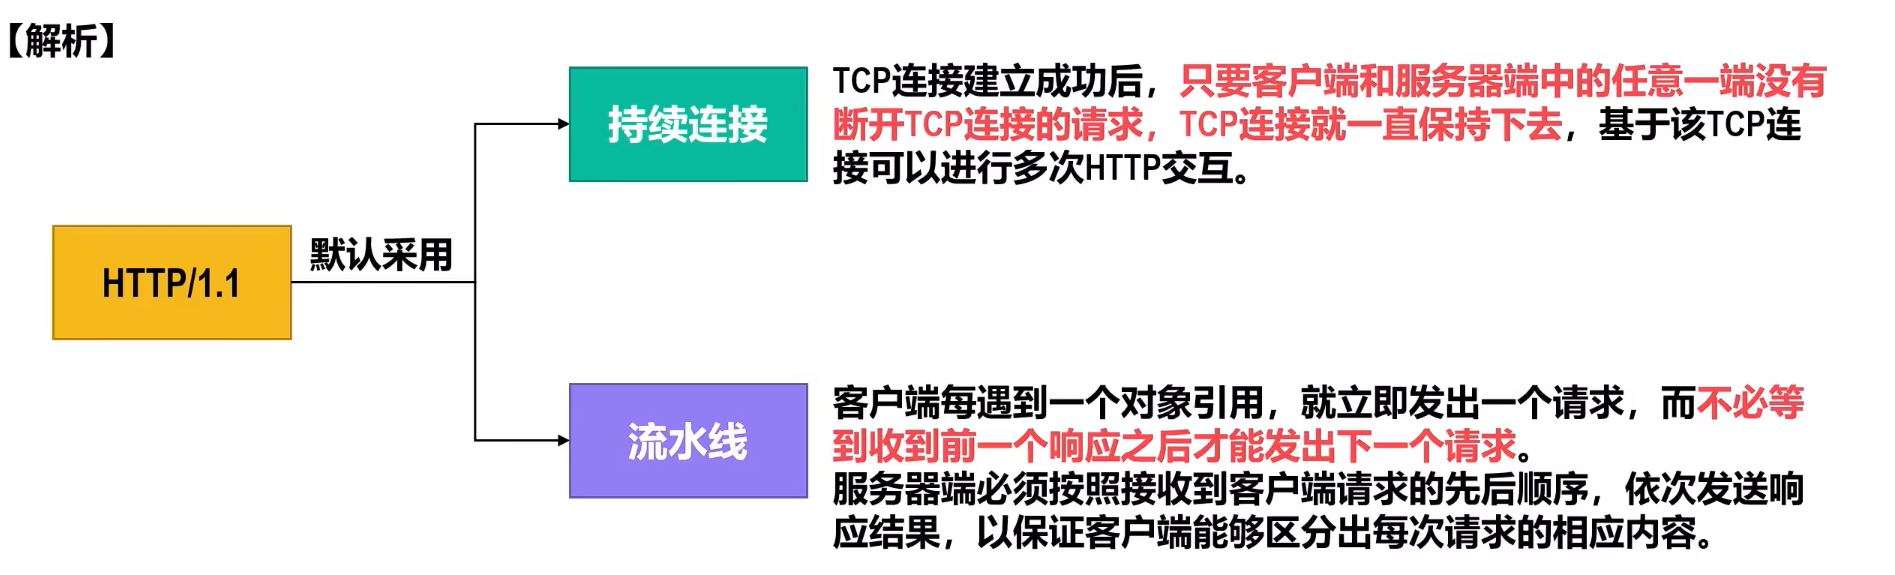 【解析】
持续连接
TCP连接建立成功后，只要客户端和服务器端中的任意一端没有
断开TCP连接的请求，TCP连接就一直保持下去，基于该TCP连
接可以进行多次HTTP交互。
HTTP/1.1
默认采用
流水线
客户端每遇到一个对象引用，就立即发出一个请求，而不必等
到收到前一个响应之后才能发出下一个请求。
服务器端必须按照接收到客户端请求的先后顺序，依次发送响
应结果，以保证客户端能够区分出每次请求的相应内容。